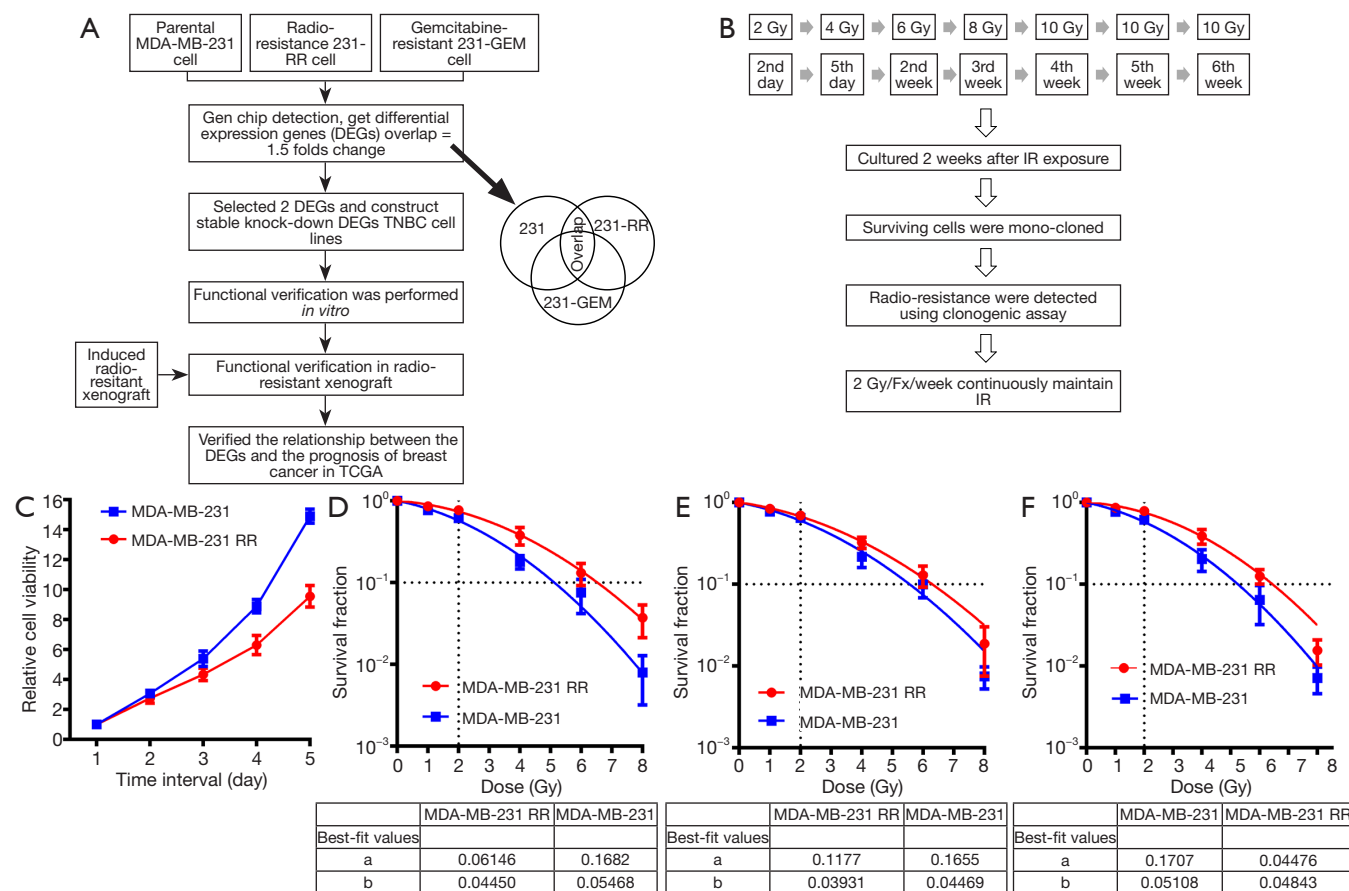 A
Parental
MDA-MB-231
cell
Radio-
resistance 231-
RR cell
Gemcitabine-
resistant 231-GEM
cell
Gen chip detection, get differential
expression genes (DEGs) overlap =
1.5 folds change
Selected 2 DEGs and construct
stable knock-down DEGs TNBC cell
lines
Functional verification was performed
in vitro
Induced
radio-
resitant
xenograft
Functional verification in radio-
resistant xenograft
Verified the relationship between the
DEGs and the prognosis of breast
cancer in TCGA
231
Overlap
231-RR
231-GEM
B
2 Gy
4 Gy
6 Gy
8 Gy
10 Gy
10 Gy
10 Gy
2nd
day
5th
day
2nd
week
3rd
week
4th
week
5th
week
6th
week
Cultured 2 weeks after IR exposure
Surviving cells were mono-cloned
Radio-resistance were detected
using clonogenic assay
2 Gy/Fx/week continuously maintain
IR
C
Relative cell viability
16
14
12
10
8
6
4
2
0
MDA-MB-231
MDA-MB-231 RR
1 2 3 4 5
Time interval (day)
D
Survival fraction
10⁰
10⁻¹
10⁻²
10⁻³
MDA-MB-231 RR
MDA-MB-231
0 1 2 3 4 5 6 7 8
Dose (Gy)
MDA-MB-231 RR MDA-MB-231
Best-fit values
a 0.06146 0.1682
b 0.04450 0.05468
E
Survival fraction
10⁰
10⁻¹
10⁻²
10⁻³
MDA-MB-231 RR
MDA-MB-231
0 1 2 3 4 5 6 7 8
Dose (Gy)
MDA-MB-231 RR MDA-MB-231
Best-fit values
a 0.1177 0.1655
b 0.03931 0.04469
F
Survival fraction
10⁰
10⁻¹
10⁻²
10⁻³
MDA-MB-231 RR
MDA-MB-231
0 1 2 3 4 5 6 7 8
Dose (Gy)
MDA-MB-231 MDA-MB-231 RR
Best-fit values
a 0.1707 0.04476
b 0.05108 0.04843